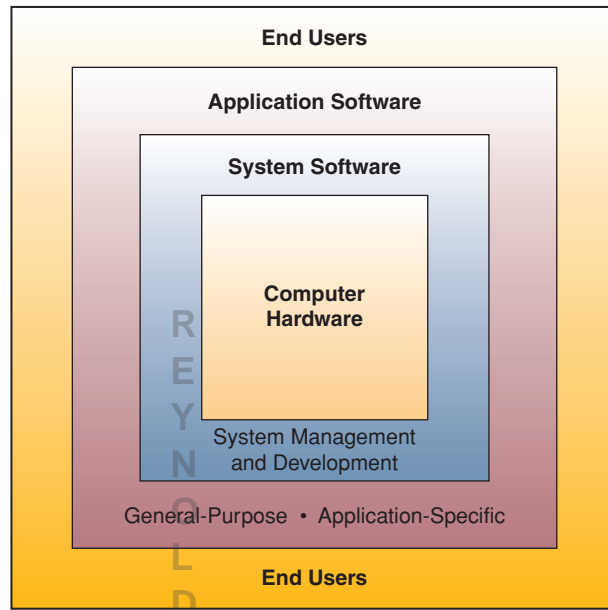 End Users
Application Software
System Software
Computer
Hardware
System Management
and Development
General-Purpose • Application-Specific
End Users
R
E
Y
N
O
L
D